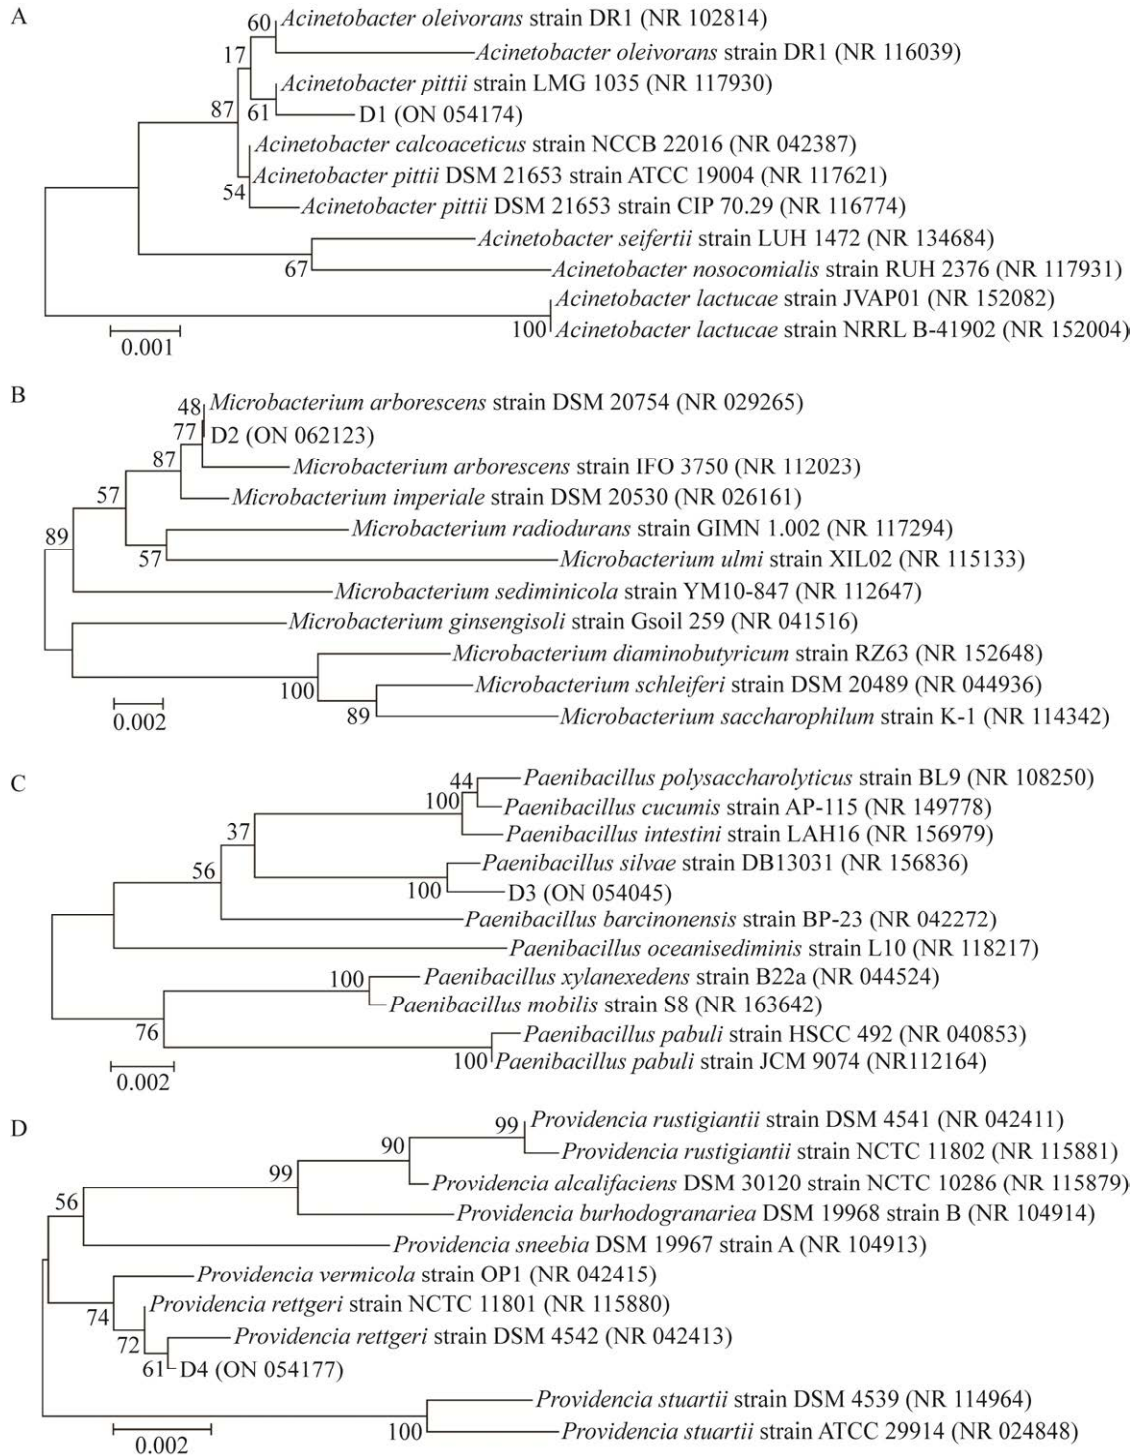 A
60
Acinetobacter oleivorans strain DR1 (NR 102814)
17
Acinetobacter oleivorans strain DR1 (NR 116039)
Acinetobacter pittii strain LMG 1035 (NR 117930)
87
61
D1 (ON 054174)
Acinetobacter calcoaceticus strain NCCB 22016 (NR 042387)
Acinetobacter pittii DSM 21653 strain ATCC 19004 (NR 117621)
54
Acinetobacter pittii DSM 21653 strain CIP 70.29 (NR 116774)
Acinetobacter seifertii strain LUH 1472 (NR 134684)
67
Acinetobacter nosocomialis strain RUH 2376 (NR 117931)
Acinetobacter lactucae strain JVAP01 (NR 152082)
100
Acinetobacter lactucae strain NRRL B-41902 (NR 152004)
0.001
B
48
Microbacterium arborescens strain DSM 20754 (NR 029265)
77
D2 (ON 062123)
87
Microbacterium arborescens strain IFO 3750 (NR 112023)
57
Microbacterium imperiale strain DSM 20530 (NR 026161)
89
Microbacterium radiodurans strain GIMN 1.002 (NR 117294)
57
Microbacterium ulmi strain XIL02 (NR 115133)
Microbacterium sediminicola strain YM10-847 (NR 112647)
Microbacterium ginsengisoli strain Gsoil 259 (NR 041516)
Microbacterium diaminobutyricum strain RZ63 (NR 152648)
100
Microbacterium schleiferi strain DSM 20489 (NR 044936)
89
Microbacterium saccharophilum strain K-1 (NR 114342)
0.002
C
44
Paenibacillus polysaccharolyticus strain BL9 (NR 108250)
100
Paenibacillus cucumis strain AP-115 (NR 149778)
37
Paenibacillus intestini strain LAH16 (NR 156979)
56
Paenibacillus silvae strain DB13031 (NR 156836)
100
D3 (ON 054045)
Paenibacillus barcinonensis strain BP-23 (NR 042272)
Paenibacillus oceanisediminis strain L10 (NR 118217)
100
Paenibacillus xylanexedens strain B22a (NR 044524)
Paenibacillus mobilis strain S8 (NR 163642)
76
Paenibacillus pabuli strain HSCC 492 (NR 040853)
100
Paenibacillus pabuli strain JCM 9074 (NR112164)
0.002
D
99
Providencia rustigianii strain DSM 4541 (NR 042411)
90
Providencia rustigianii strain NCTC 11802 (NR 115881)
99
Providencia alcalifaciens DSM 30120 strain NCTC 10286 (NR 115879)
56
Providencia burhodogranariea DSM 19968 strain B (NR 104914)
Providencia sneebia DSM 19967 strain A (NR 104913)
Providencia vermicola strain OP1 (NR 042415)
74
Providencia rettgeri strain NCTC 11801 (NR 115880)
72
Providencia rettgeri strain DSM 4542 (NR 042413)
61
D4 (ON 054177)
Providencia stuartii strain DSM 4539 (NR 114964)
100
Providencia stuartii strain ATCC 29914 (NR 024848)
0.002